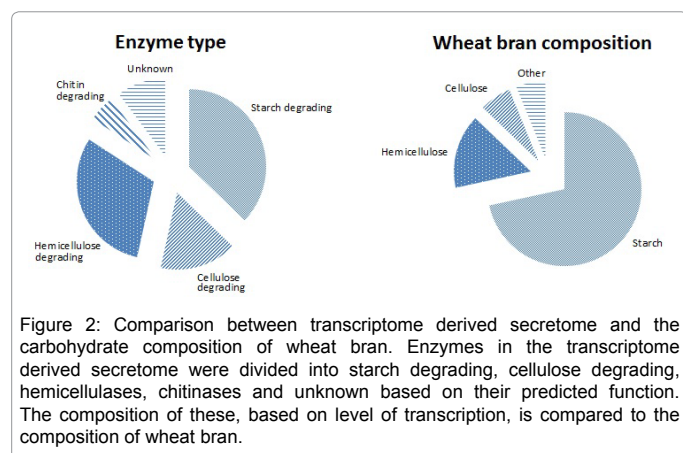 Enzyme type
Unknown
Chitin
degrading
Starch degrading
Hemicellulose
degrading
Cellulose
degrading
Wheat bran composition
Other
Cellulose
Hemicellulose
Starch
Figure 2: Comparison between transcriptome derived secretome and the
carbohydrate composition of wheat bran. Enzymes in the transcriptome
derived secretome were divided into starch degrading, cellulose degrading,
hemicellulases, chitinases and unknown based on their predicted function.
The composition of these, based on level of transcription, is compared to the
composition of wheat bran.